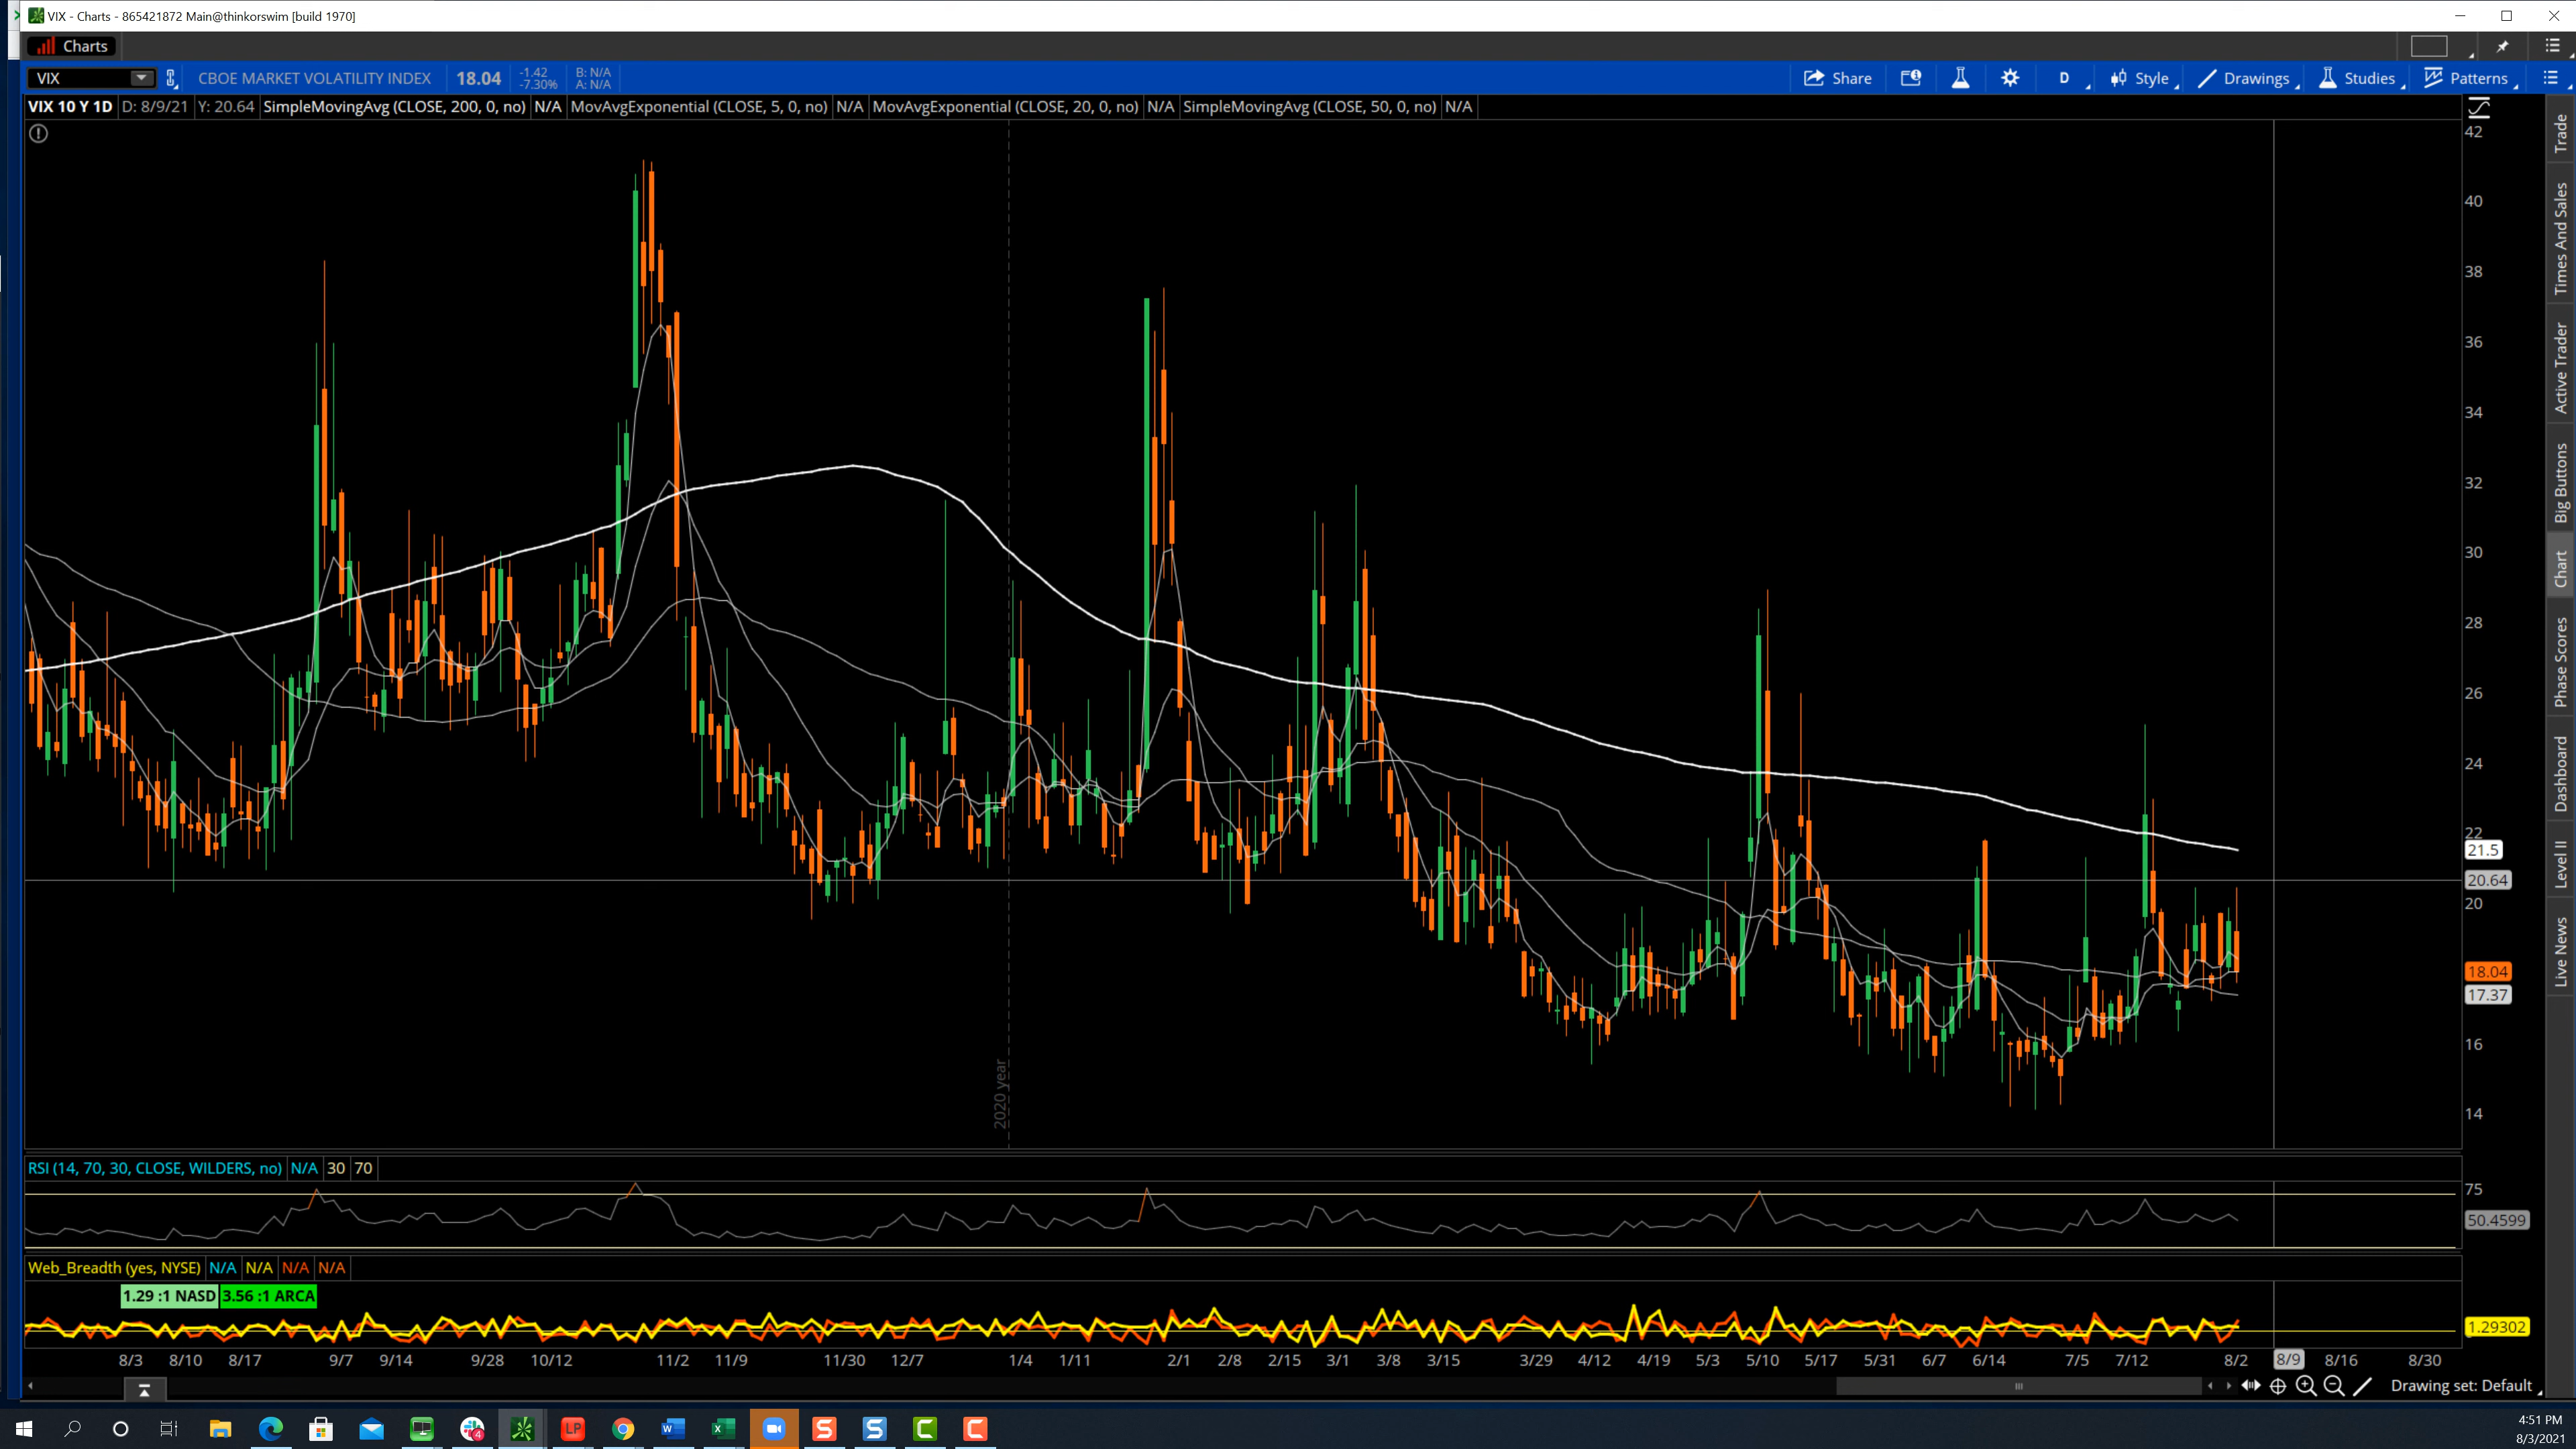 VIX - Charts - 865421872 Main@thinkorswim [build 1970]
Charts
VIX CBOE MARKET VOLATILITY INDEX 18.04 -1.42 -7.30% B: N/A A: N/A Share D Style Drawings Studies Patterns
VIX 10 Y 1D D: 8/9/21 Y: 20.64 SimpleMovingAvg (CLOSE, 200, 0, no) N/A MovAvgExponential (CLOSE, 5, 0, no) N/A MovAvgExponential (CLOSE, 20, 0, no) N/A SimpleMovingAvg (CLOSE, 50, 0, no) N/A
42
40
38
36
34
32
30
28
26
24
22
21.5
20.64
20
18.04
17.37
16
14
2020 year
Trade
Times And Sales
Active Trader
Big Buttons
Chart
Phase Scores
Dashboard
Level II
Live News
RSI (14, 70, 30, CLOSE, WILDERS, no) N/A 30 70
75
50.4599
Web_Breadth (yes, NYSE) N/A N/A N/A N/A
1.29 :1 NASD 3.56 :1 ARCA
1.29302
8/3 8/10 8/17 9/7 9/14 9/28 10/12 11/2 11/9 11/30 12/7 1/4 1/11 2/1 2/8 2/15 3/1 3/8 3/15 3/29 4/12 4/19 5/3 5/10 5/17 5/31 6/7 6/14 7/5 7/12 8/2 8/9 8/16 8/30
Drawing set: Default
4
LP
4:51 PM
8/3/2021